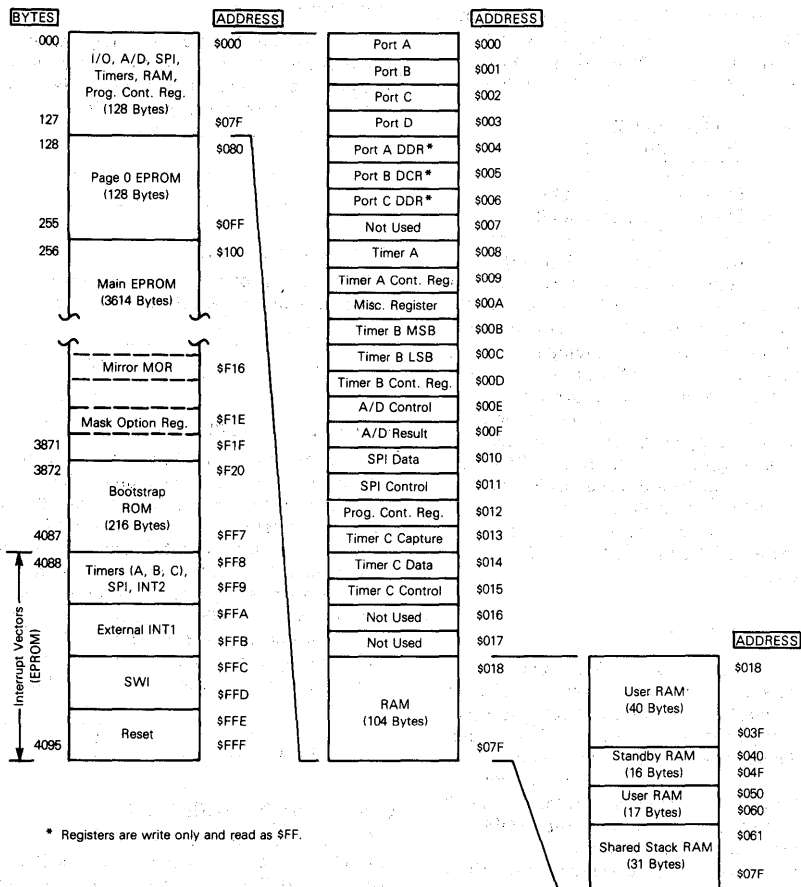 BYTES
ADDRESS
000
$000
I/O, A/D, SPI,
Timers, RAM,
Prog. Cont. Reg.
(128 Bytes)
127
$07F
128
$080
Page 0 EPROM
(128 Bytes)
255
$0FF
256
$100
Main EPROM
(3614 Bytes)
Mirror MOR
$F16
Mask Option Reg.
$F1E
3871
$F1F
3872
$F20
Bootstrap
ROM
(216 Bytes)
4087
$FF7
4088
$FF8
Timers (A, B, C),
SPI, INT2
$FF9
$FFA
External INT1
$FFB
$FFC
SWI
$FFD
$FFE
Reset
4095
$FFF
Interrupt Vectors
(EPROM)
ADDRESS
Port A $000
Port B $001
Port C $002
Port D $003
Port A DDR* $004
Port B DCR* $005
Port C DDR* $006
Not Used $007
Timer A $008
Timer A Cont. Reg. $009
Misc. Register $00A
Timer B MSB $00B
Timer B LSB $00C
Timer B Cont. Reg. $00D
A/D Control $00E
A/D Result $00F
SPI Data $010
SPI Control $011
Prog. Cont. Reg. $012
Timer C Capture $013
Timer C Data $014
Timer C Control $015
Not Used $016
Not Used $017
$018
RAM
(104 Bytes)
$07F
ADDRESS
$018
User RAM
(40 Bytes)
$03F
Standby RAM $040
(16 Bytes) $04F
User RAM $050
(17 Bytes) $060
$061
Shared Stack RAM
(31 Bytes)
$07F
* Registers are write only and read as $FF.